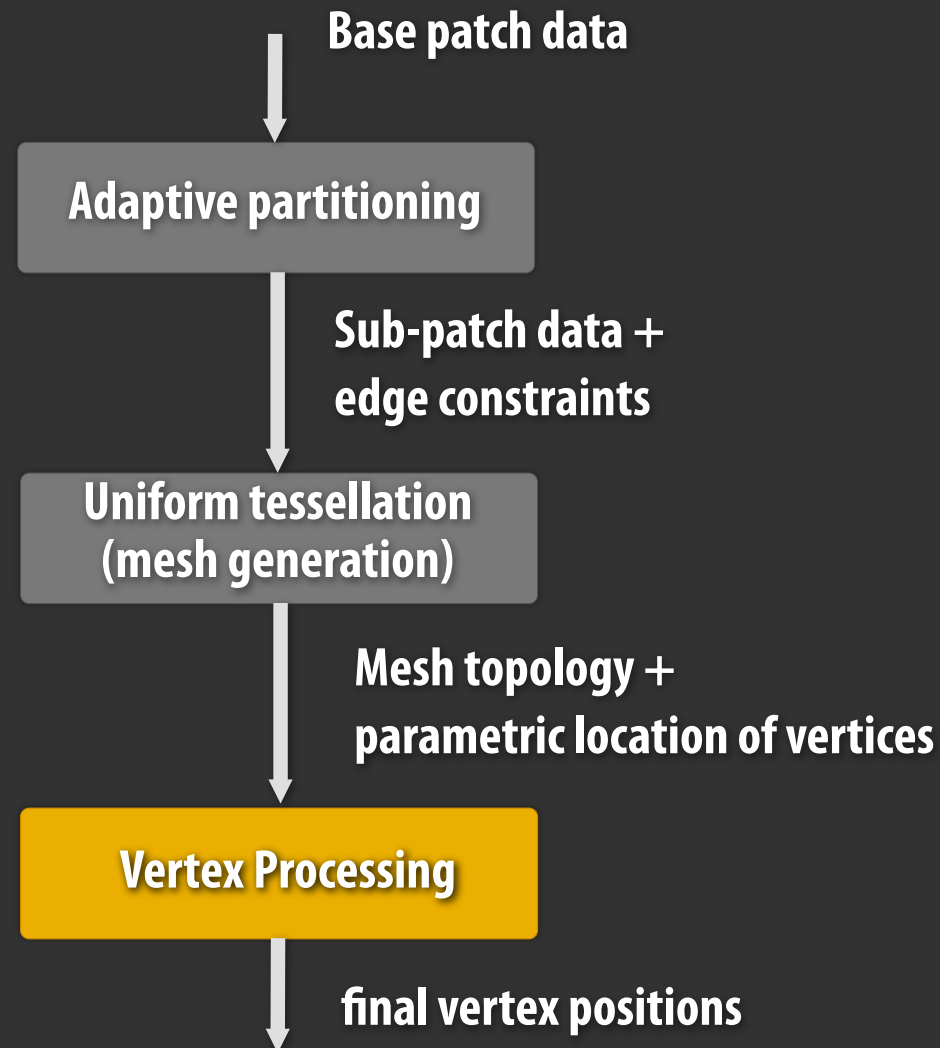 Base patch data
Adaptive partitioning
Sub-patch data +
edge constraints
Uniform tessellation
(mesh generation)
Mesh topology +
parametric location of vertices
Vertex Processing
final vertex positions